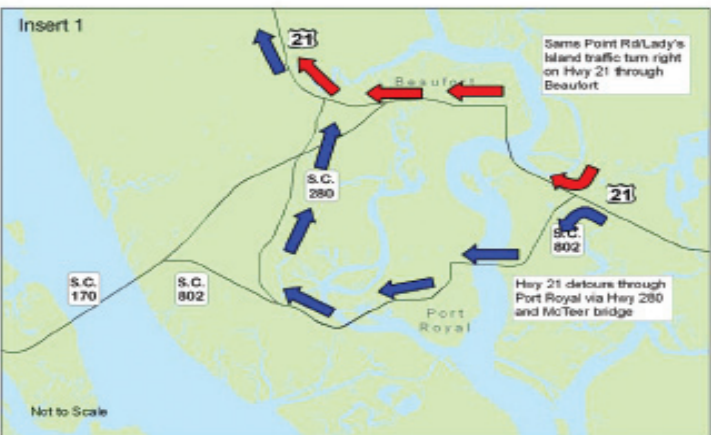 Insert 1
21
Sams Point Rd/Lady's
Island traffic turn right
on Hwy 21 through
Beaufort
Beaufort
S.C.
280
21
S.C.
802
S.C.
170
S.C.
802
Hwy 21 detours through
Port Royal via Hwy 280
and McTeer bridge
Port
Royal
Not to Scale